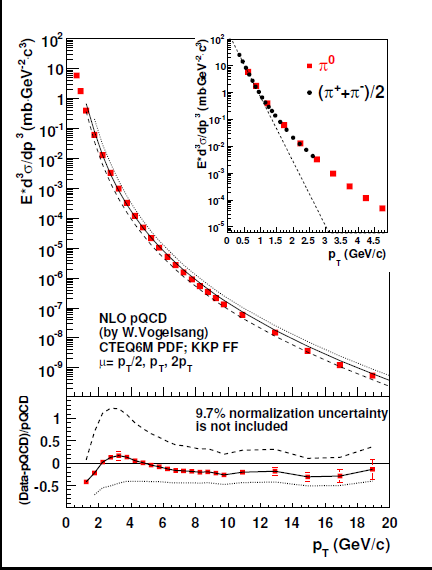 E*d³σ/dp³ (mb·GeV⁻²·c³)
10²
10
1
10⁻¹
10⁻²
10⁻³
10⁻⁴
10⁻⁵
10⁻⁶
10⁻⁷
10⁻⁸
10⁻⁹
NLO pQCD
(by W.Vogelsang)
CTEQ6M PDF; KKP FF
μ= p_T/2, p_T, 2p_T
E*d³σ/dp³ (mb·GeV⁻²·c³)
10²
10
1
10⁻¹
10⁻²
10⁻³
10⁻⁴
10⁻⁵
π⁰
(π⁺+π⁻)/2
0 0.5 1 1.5 2 2.5 3 3.5 4 4.5
p_T (GeV/c)
(Data-pQCD)/pQCD
1
0.5
0
-0.5
9.7% normalization uncertainty
is not included
0 2 4 6 8 10 12 14 16 18 20
p_T (GeV/c)